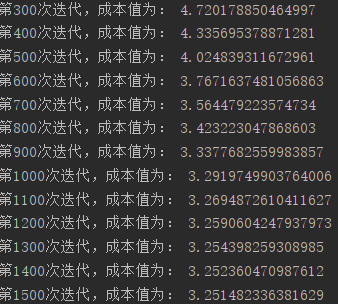 第300次迭代，成本值为： 4.720178850464997
第400次迭代，成本值为： 4.335695378871281
第500次迭代，成本值为： 4.024839311672961
第600次迭代，成本值为： 3.7671637481056863
第700次迭代，成本值为： 3.564479223574734
第800次迭代，成本值为： 3.423223047868603
第900次迭代，成本值为： 3.3377682559983857
第1000次迭代，成本值为： 3.2919749903764006
第1100次迭代，成本值为： 3.2694872610411627
第1200次迭代，成本值为： 3.2590604247937973
第1300次迭代，成本值为： 3.254398259308985
第1400次迭代，成本值为： 3.252360470987612
第1500次迭代，成本值为： 3.251482336381629